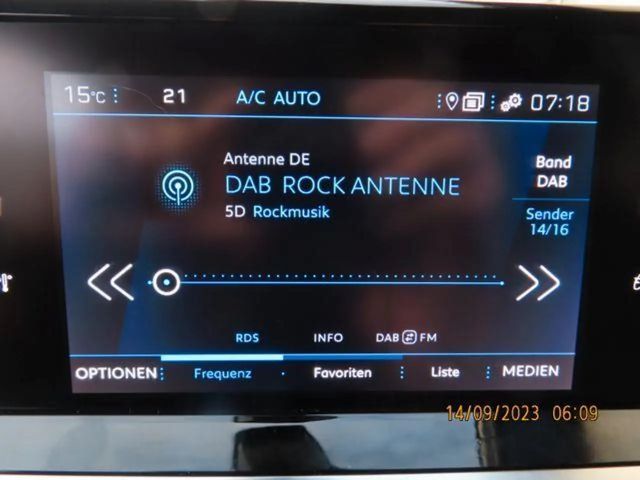 15°C 21 A/C AUTO 07:18
Antenne DE
DAB ROCK ANTENNE
5D Rockmusik
Band
DAB
Sender
14/16
RDS INFO DAB FM
OPTIONEN Frequenz Favoriten Liste MEDIEN
14/09/2023 06:09